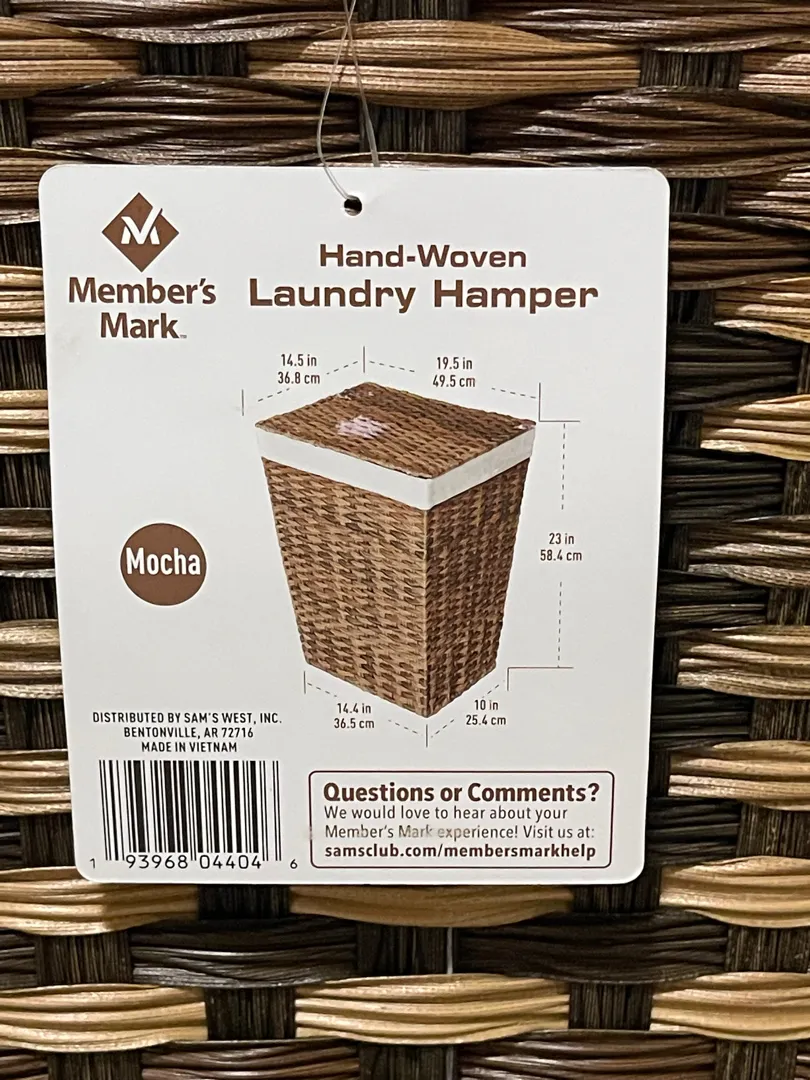 Hand-Woven
Laundry Hamper
Member's
Mark™
14.5 in
36.8 cm
19.5 in
49.5 cm
23 in
58.4 cm
Mocha
14.4 in
36.5 cm
10 in
25.4 cm
DISTRIBUTED BY SAM'S WEST, INC.
BENTONVILLE, AR 72716
MADE IN VIETNAM
1 93968 04404 6
Questions or Comments?
We would love to hear about your
Member's Mark experience! Visit us at:
samsclub.com/membersmarkhelp